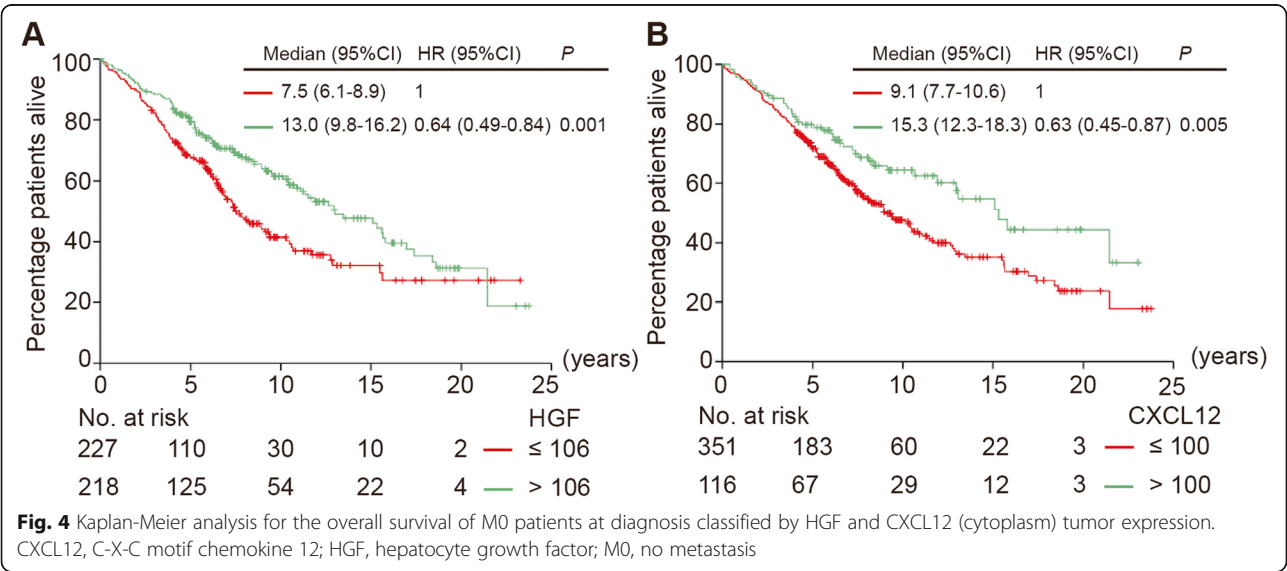 A
Median (95%CI) HR (95%CI) P
7.5 (6.1-8.9) 1
13.0 (9.8-16.2) 0.64 (0.49-0.84) 0.001
Percentage patients alive
100
80
60
40
20
0
0 5 10 15 20 25
(years)
No. at risk HGF
227 110 30 10 2 ≤ 106
218 125 54 22 4 > 106
B
Median (95%CI) HR (95%CI) P
9.1 (7.7-10.6) 1
15.3 (12.3-18.3) 0.63 (0.45-0.87) 0.005
Percentage patients alive
100
80
60
40
20
0
0 5 10 15 20 25
(years)
No. at risk CXCL12
351 183 60 22 3 ≤ 100
116 67 29 12 3 > 100
Fig. 4 Kaplan-Meier analysis for the overall survival of M0 patients at diagnosis classified by HGF and CXCL12 (cytoplasm) tumor expression.
CXCL12, C-X-C motif chemokine 12; HGF, hepatocyte growth factor; M0, no metastasis